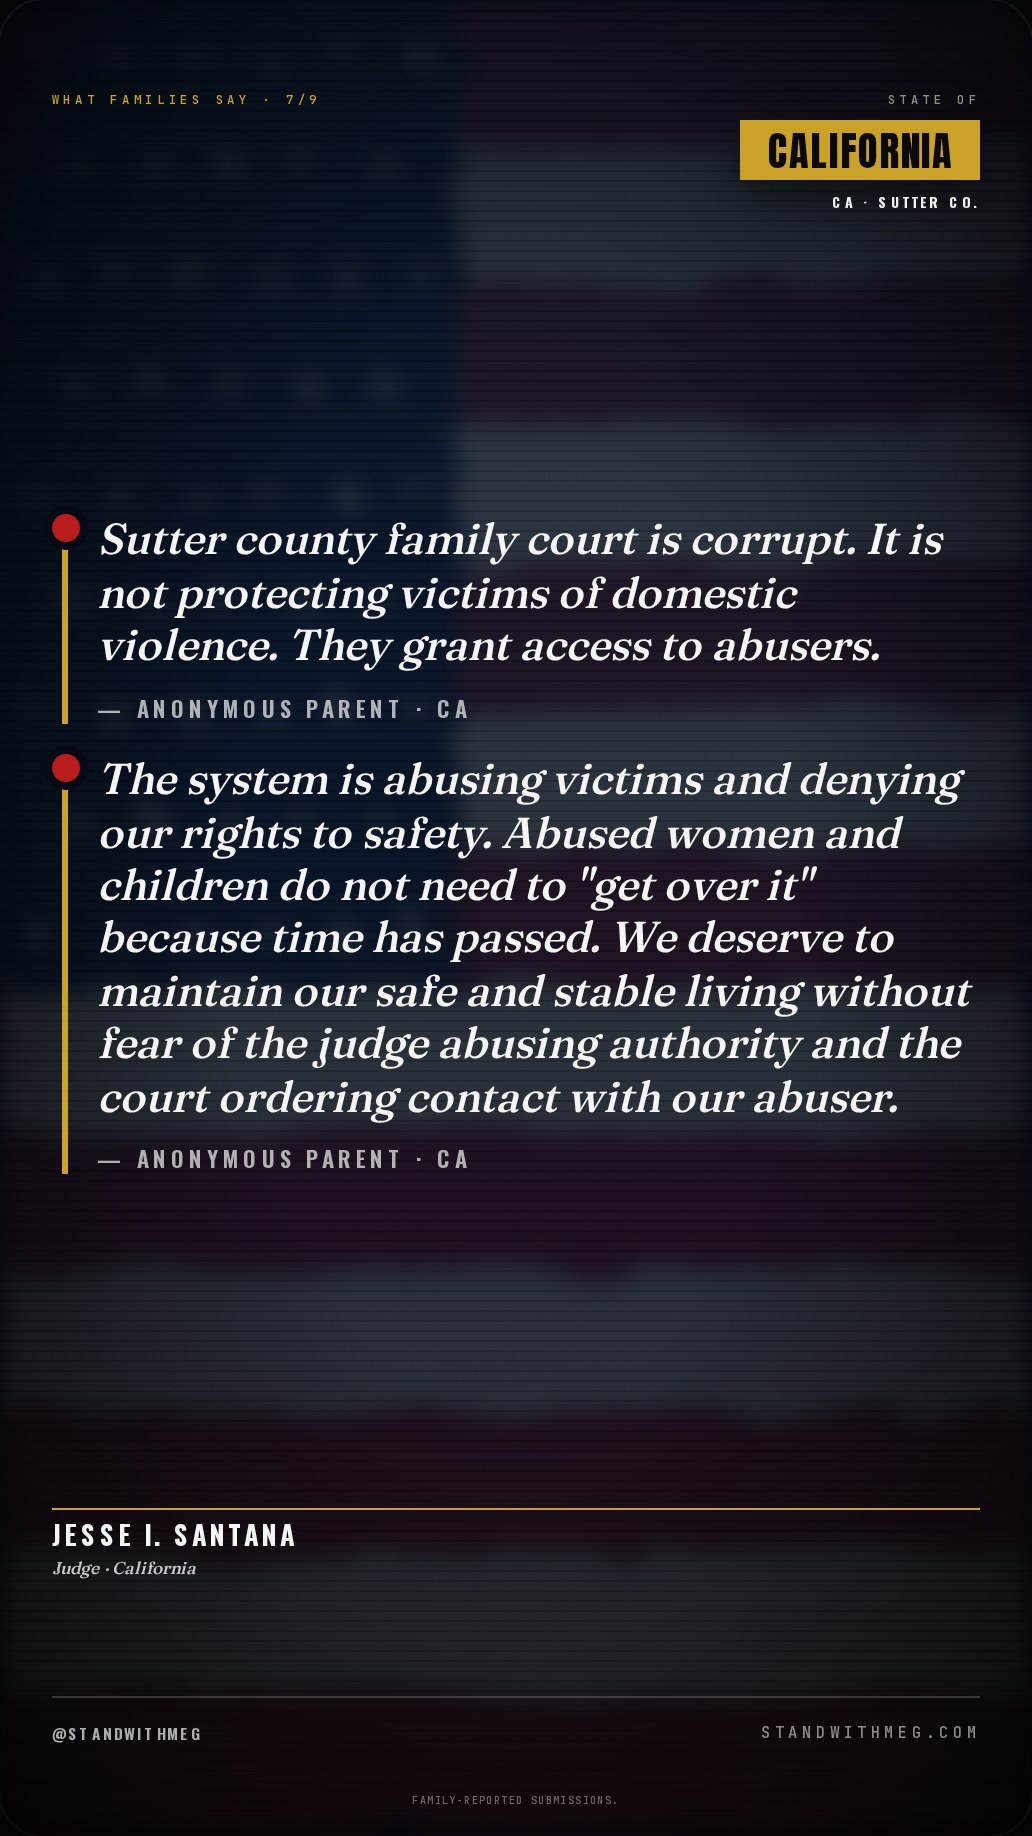 WHAT FAMILIES SAY · 7/9
STATE OF
CALIFORNIA
CA · SUTTER CO.
Sutter county family court is corrupt. It is
not protecting victims of domestic
violence. They grant access to abusers.
— ANONYMOUS PARENT · CA
The system is abusing victims and denying
our rights to safety. Abused women and
children do not need to "get over it"
because time has passed. We deserve to
maintain our safe and stable living without
fear of the judge abusing authority and the
court ordering contact with our abuser.
— ANONYMOUS PARENT · CA
JESSE I. SANTANA
Judge · California
@STANDWITHMEG
STANDWITHMEG.COM
FAMILY-REPORTED SUBMISSIONS.